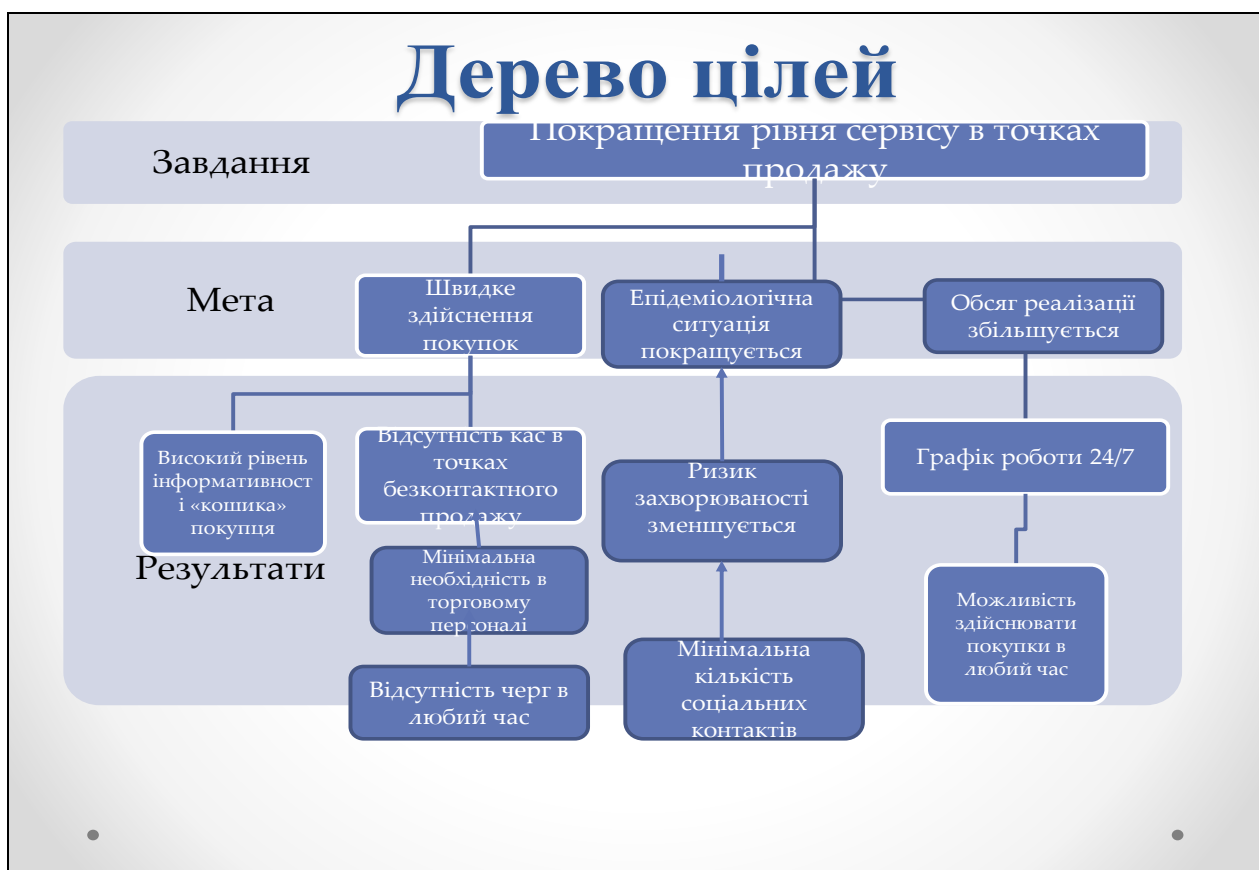 Дерево цілей
Завдання
Покращення рівня сервісу в точках
продажу
Мета
Швидке
здійснення
покупок
Епідеміологічна
ситуація
покращується
Обсяг реалізації
збільшується
Результати
Високий рівень
інформативност
і «кошика»
покупця
Відсутність кас в
точках
безконтактного
продажу
Мінімальна
необхідність в
торговому
персоналі
Відсутність черг в
любий час
Ризик
захворюваності
зменшується
Мінімальна
кількість
соціальних
контактів
Графік роботи 24/7
Можливість
здійснювати
покупки в
любий час